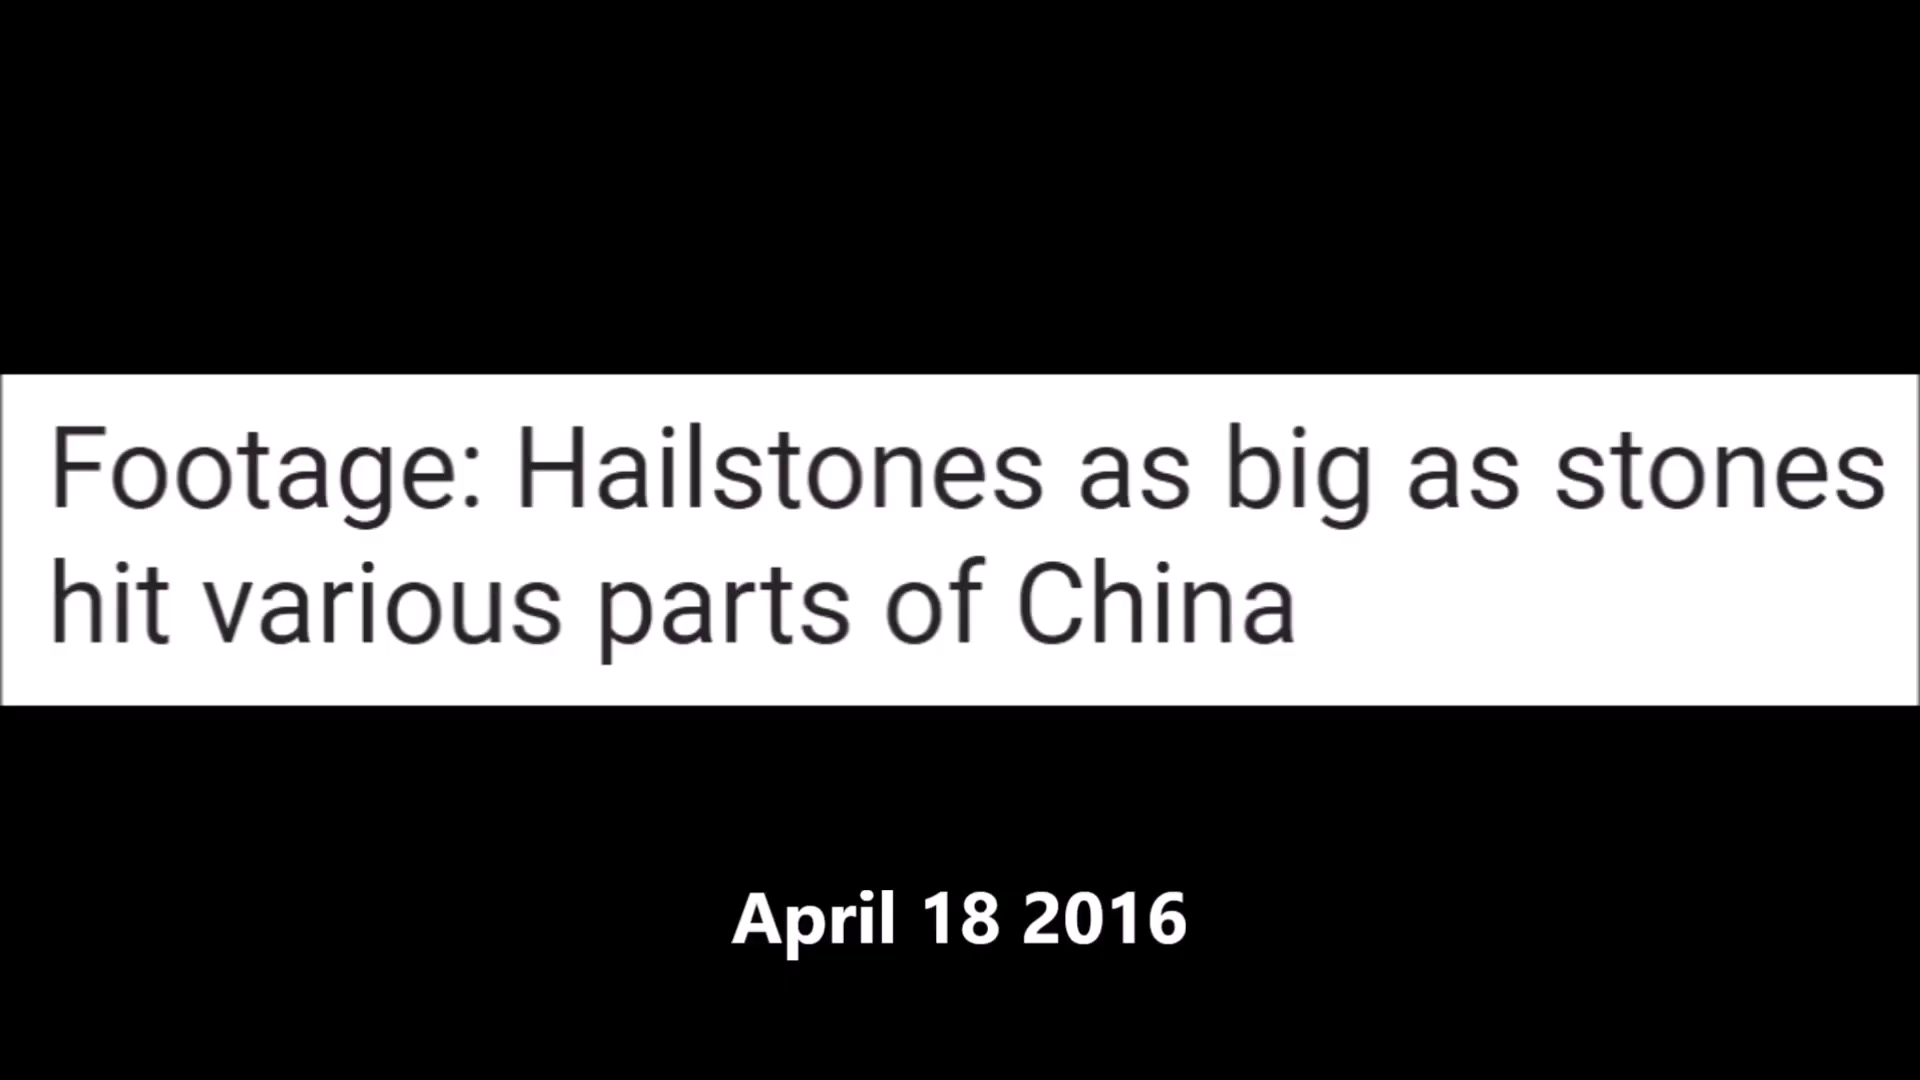 Footage: Hailstones as big as stones
hit various parts of China
April 18 2016